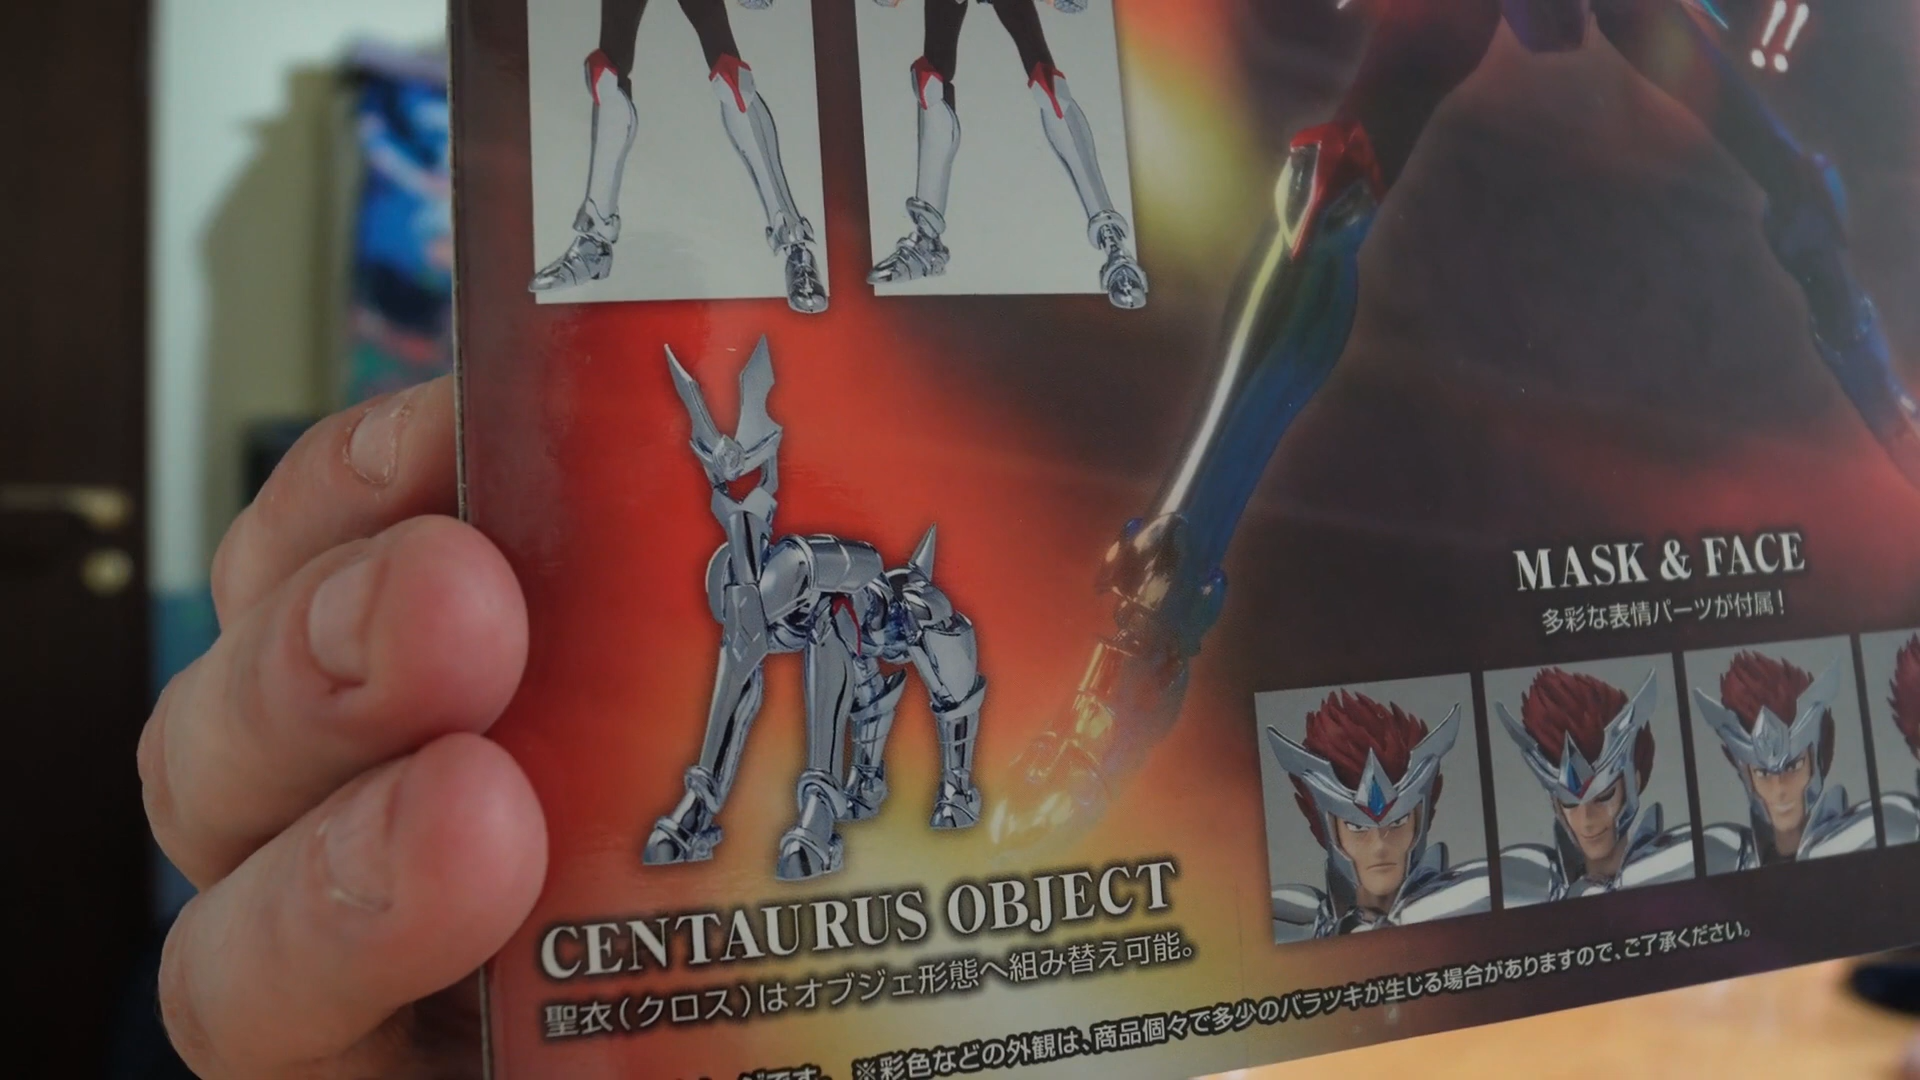 !!
MASK & FACE
多彩な表情パーツが付属!
CENTAURUS OBJECT
聖衣(クロス)はオブジェ形態へ組み替え可能。
です。 ※彩色などの外観は、商品個々で多少のバラツキが生じる場合がありますので、ご了承ください。